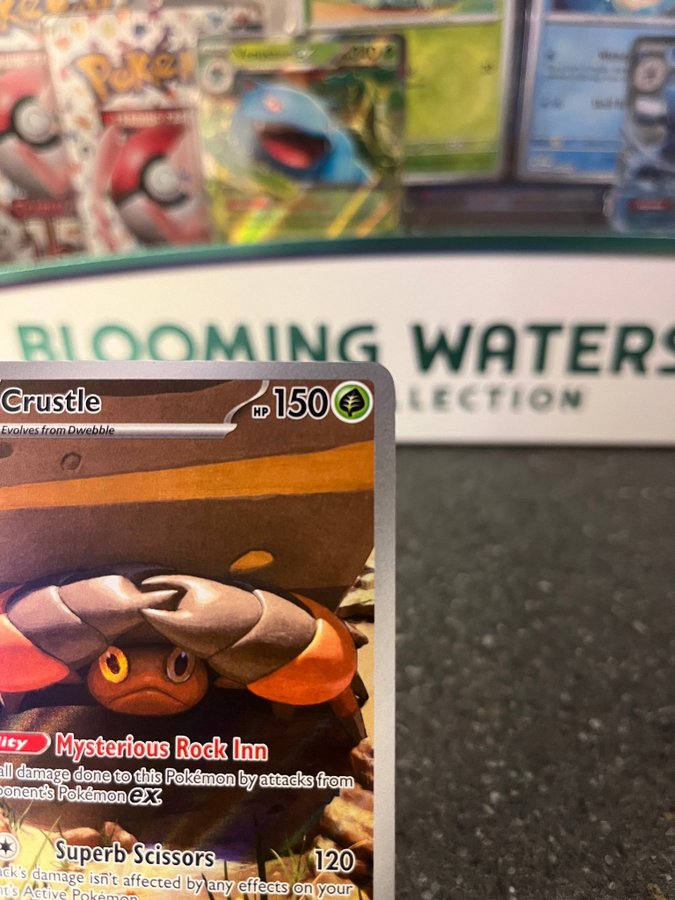 Poké
BLOOMING WATERS
LLECTION
Crustle
HP 150
Evolves from Dwebble
lity Mysterious Rock Inn
all damage done to this Pokémon by attacks from
ponent's Pokémon ex.
Superb Scissors 120
ack's damage isn't affected by any effects on your
nt's Active Pokémon.